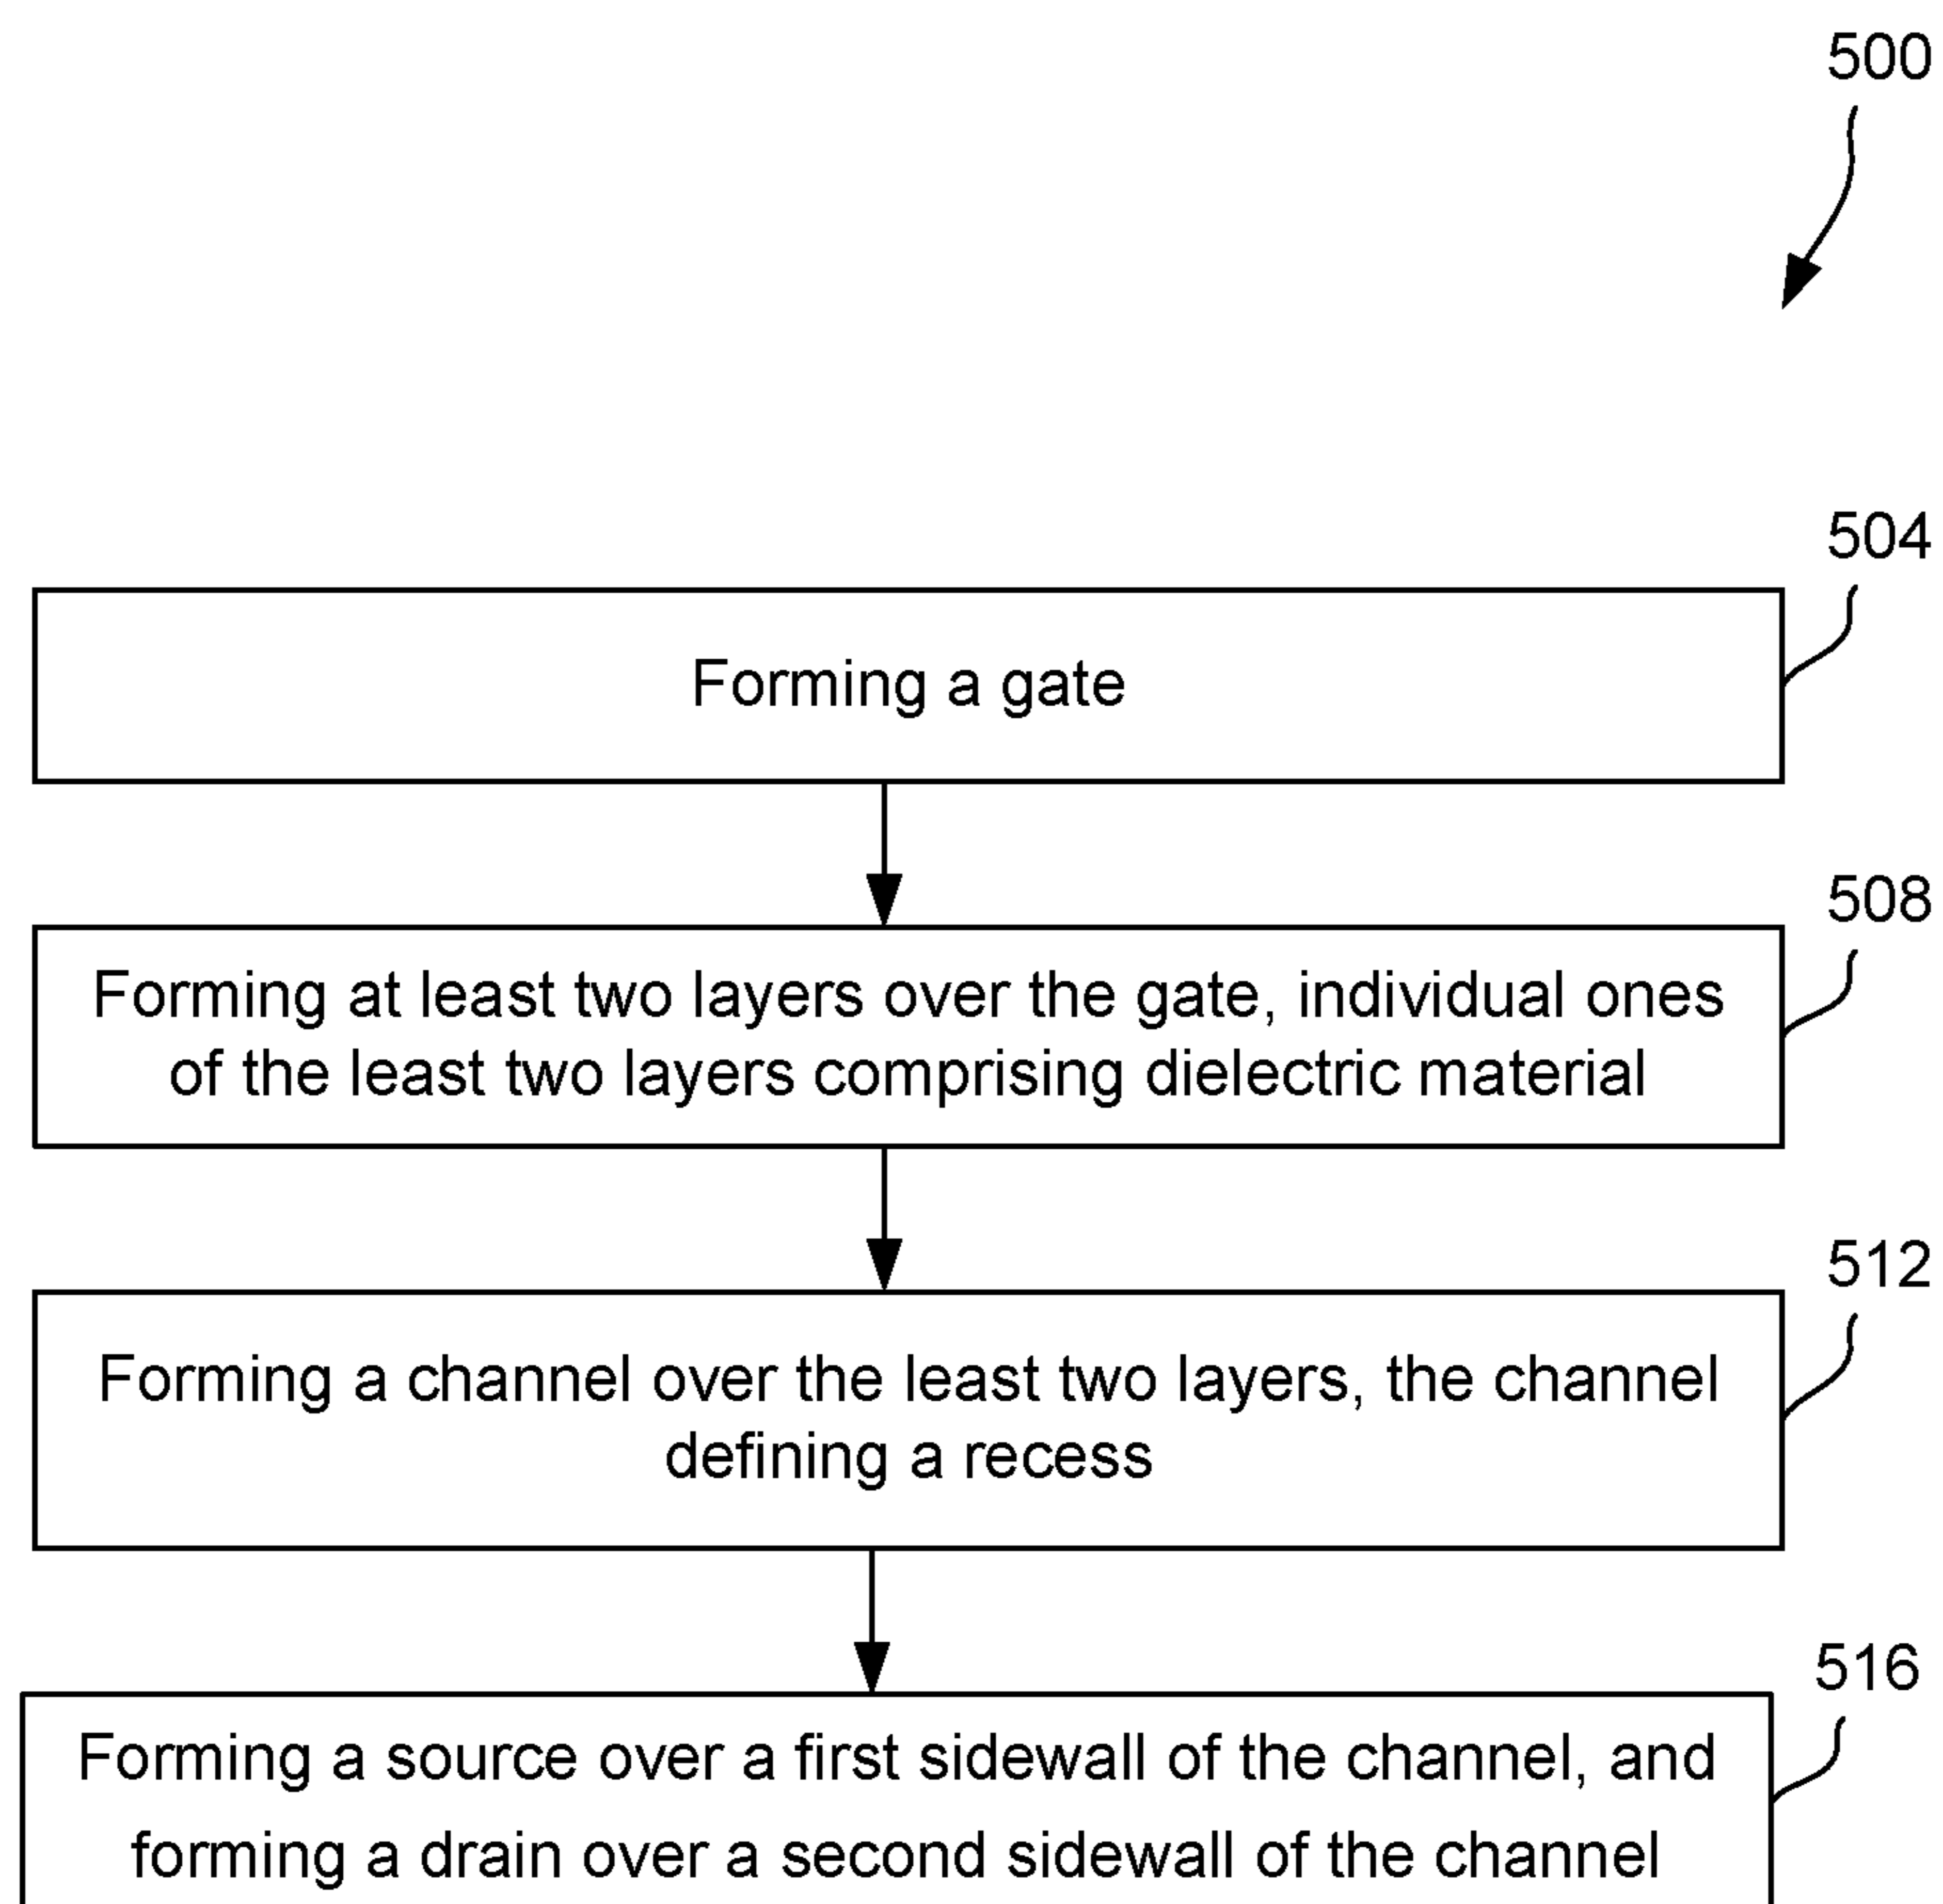 500
504
Forming a gate
508
Forming at least two layers over the gate, individual ones
of the least two layers comprising dielectric material
512
Forming a channel over the least two layers, the channel
defining a recess
516
Forming a source over a first sidewall of the channel, and
forming a drain over a second sidewall of the channel